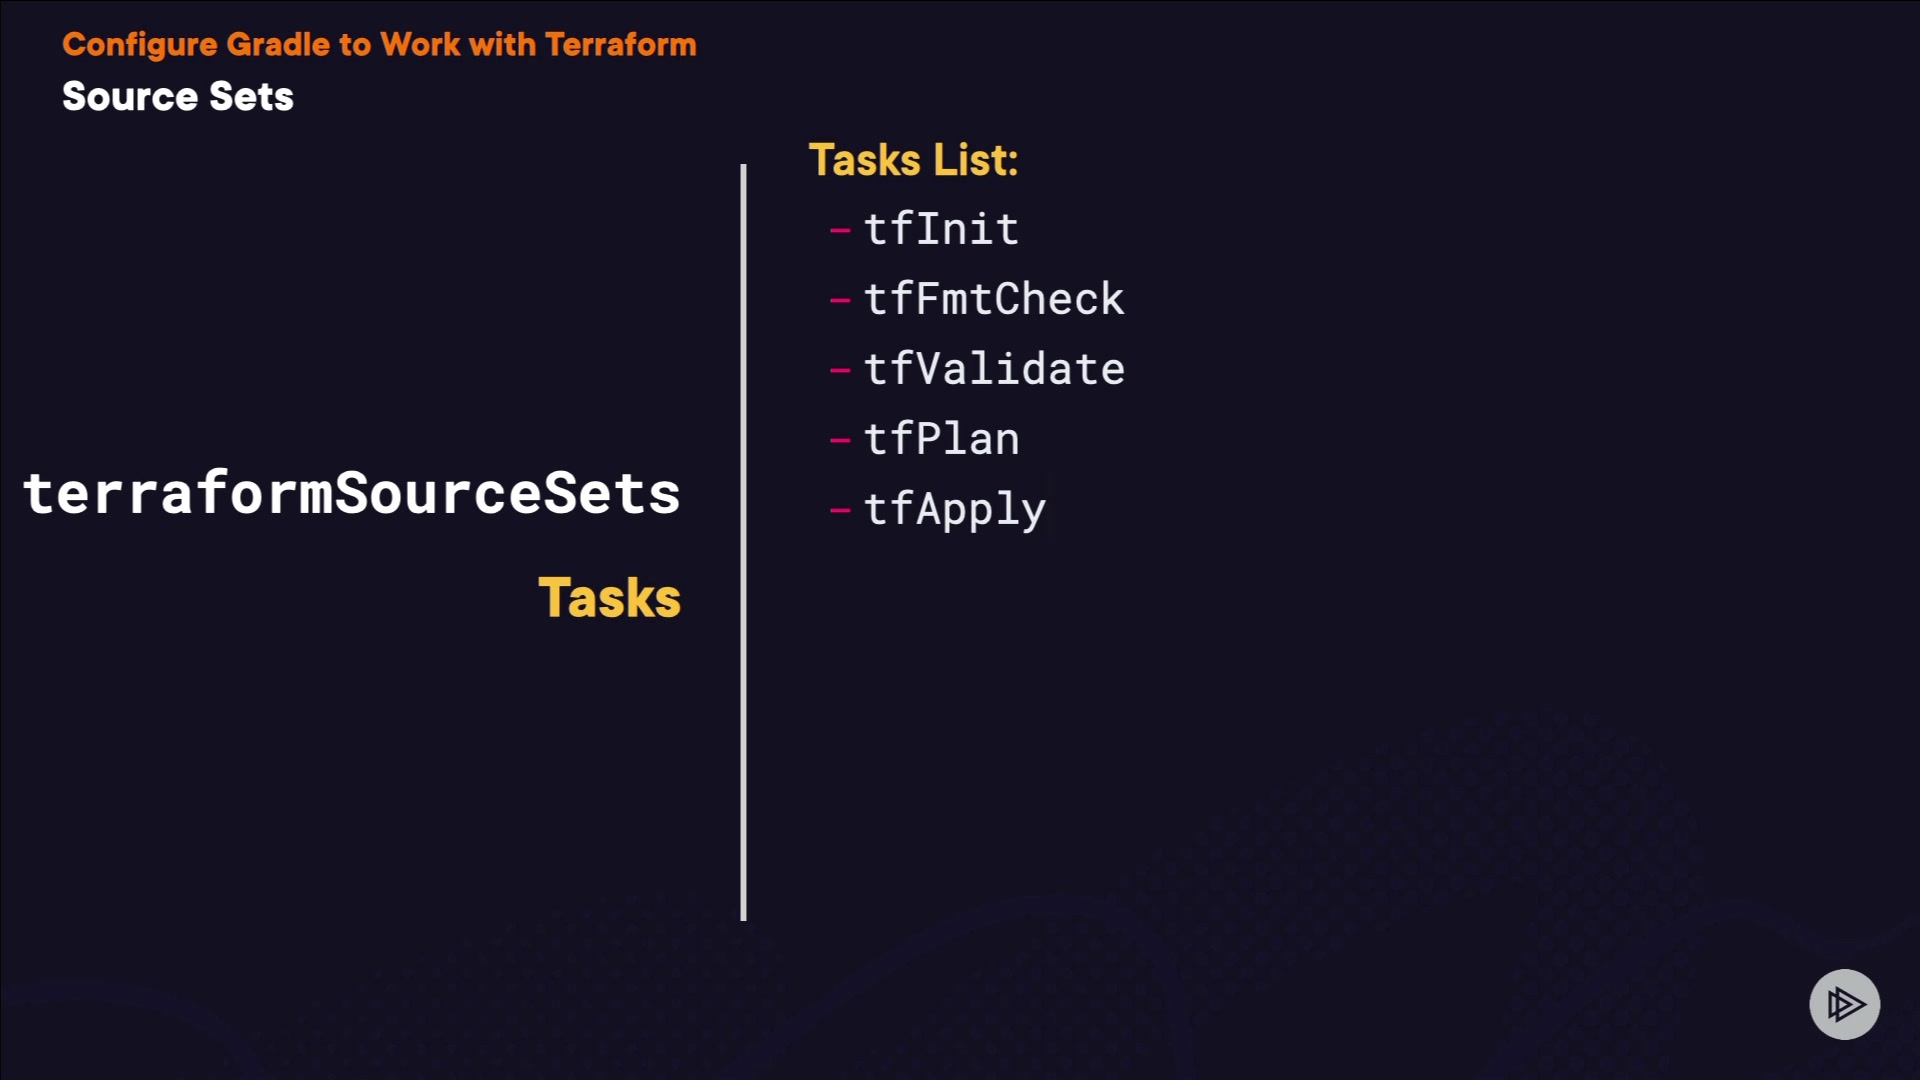 Configure Gradle to Work with Terraform
Source Sets
terraformSourceSets
Tasks
Tasks List:
– tfInit
– tfFmtCheck
– tfValidate
– tfPlan
– tfApply